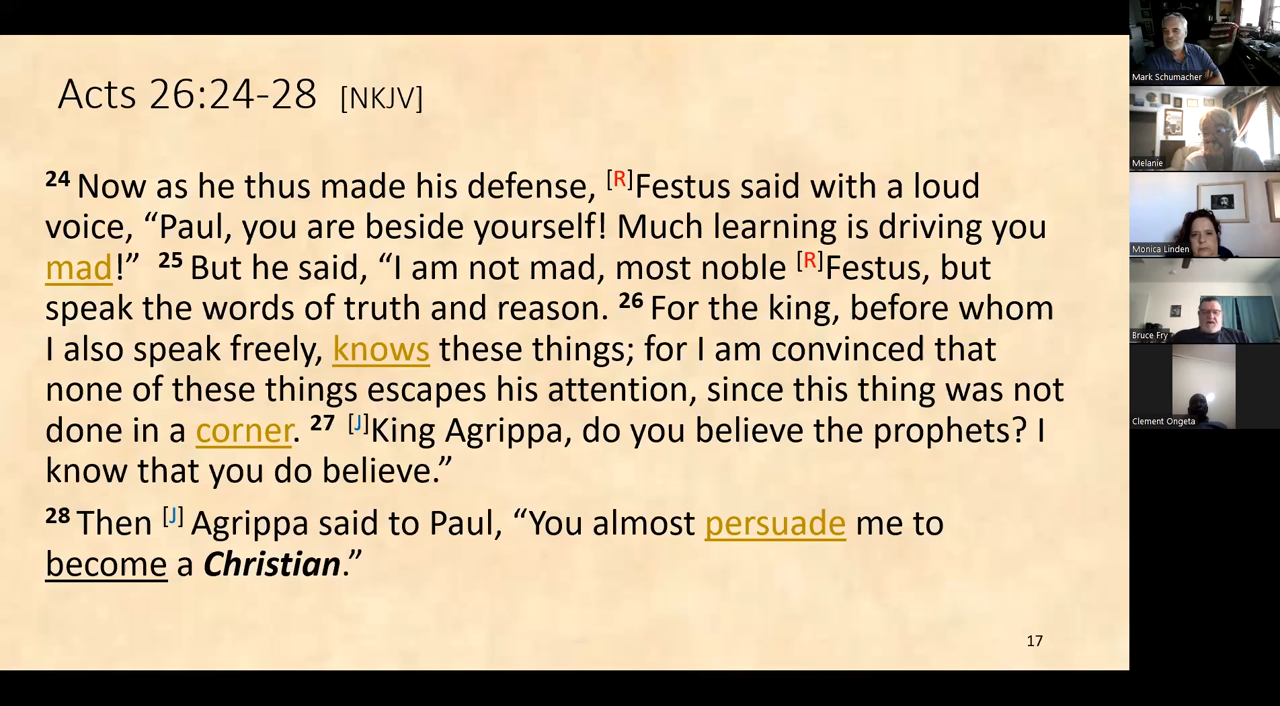 Acts 26:24-28 [NKJV]
24 Now as he thus made his defense, [R]Festus said with a loud
voice, “Paul, you are beside yourself! Much learning is driving you
mad!” 25 But he said, “I am not mad, most noble [R]Festus, but
speak the words of truth and reason. 26 For the king, before whom
I also speak freely, knows these things; for I am convinced that
none of these things escapes his attention, since this thing was not
done in a corner. 27 [J]King Agrippa, do you believe the prophets? I
know that you do believe.”
28 Then [J] Agrippa said to Paul, “You almost persuade me to
become a Christian.”
17
Mark Schumacher
Melanie
Monica Linden
Bruce Fry
Clement Ongeta